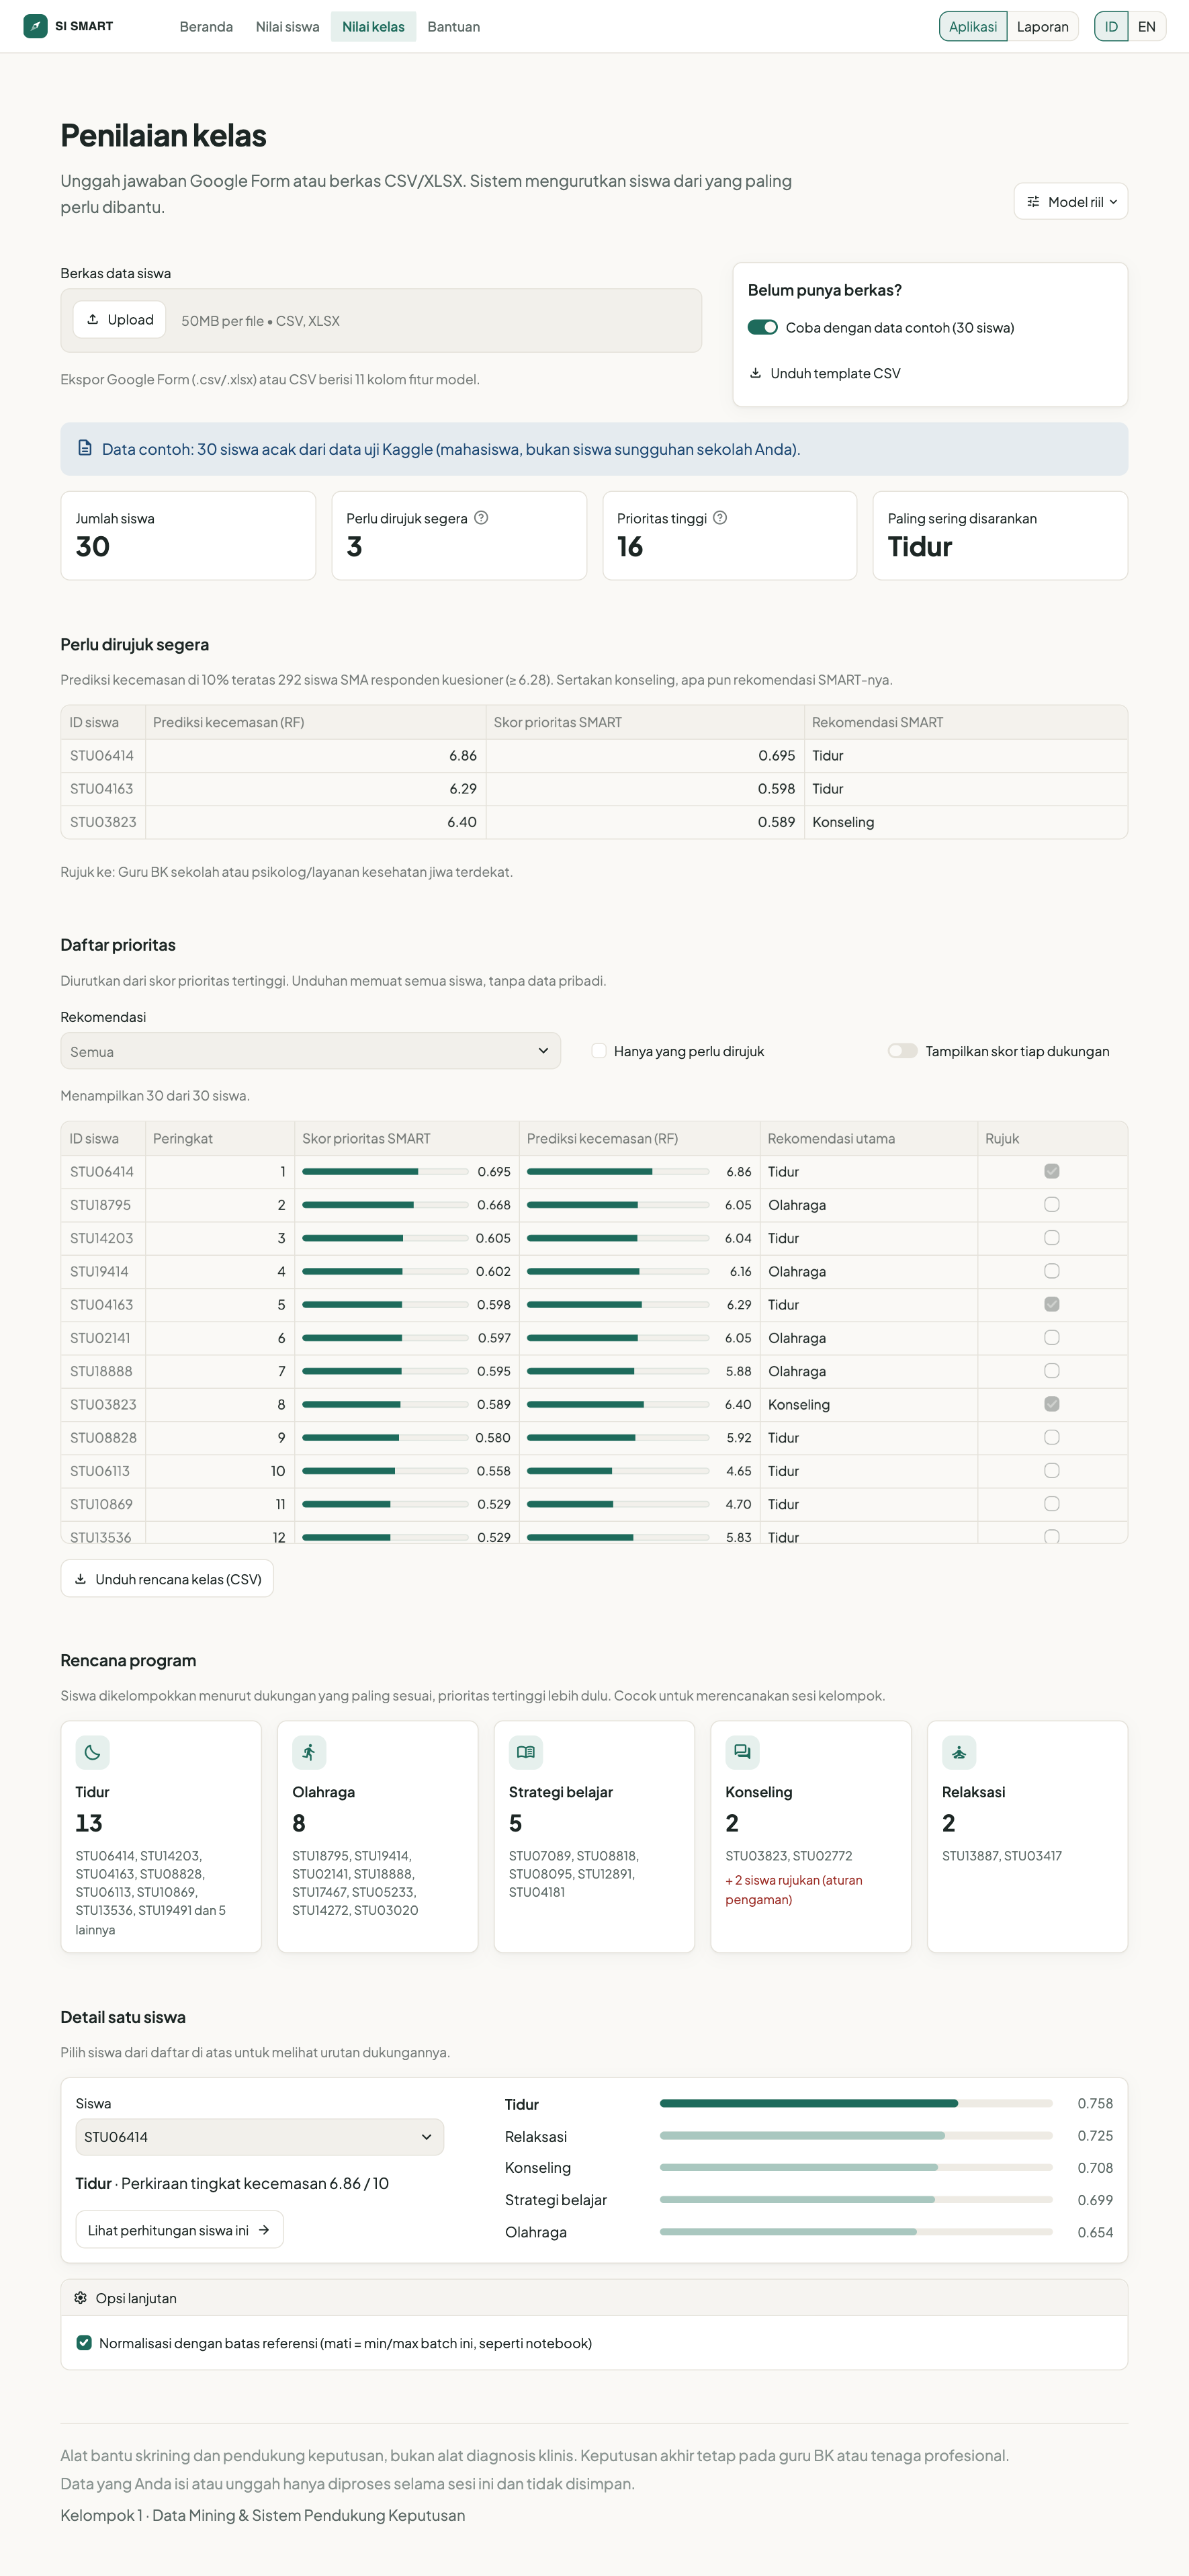 SI SMART
Beranda
Nilai siswa
Nilai kelas
Bantuan
Aplikasi
Laporan
ID
EN
Penilaian kelas
Unggah jawaban Google Form atau berkas CSV/XLSX. Sistem mengurutkan siswa dari yang paling
perlu dibantu.
Model riil
Berkas data siswa
Upload
50MB per file • CSV, XLSX
Ekspor Google Form (.csv/.xlsx) atau CSV berisi 11 kolom fitur model.
Belum punya berkas?
Coba dengan data contoh (30 siswa)
Unduh template CSV
Data contoh: 30 siswa acak dari data uji Kaggle (mahasiswa, bukan siswa sungguhan sekolah Anda).
Jumlah siswa
30
Perlu dirujuk segera
3
Prioritas tinggi
16
Paling sering disarankan
Tidur
Perlu dirujuk segera
Prediksi kecemasan di 10% teratas 292 siswa SMA responden kuesioner (≥ 6.28). Sertakan konseling, apa pun rekomendasi SMART-nya.
ID siswa Prediksi kecemasan (RF) Skor prioritas SMART Rekomendasi SMART
STU06414 6.86 0.695 Tidur
STU04163 6.29 0.598 Tidur
STU03823 6.40 0.589 Konseling
Rujuk ke: Guru BK sekolah atau psikolog/layanan kesehatan jiwa terdekat.
Daftar prioritas
Diurutkan dari skor prioritas tertinggi. Unduhan memuat semua siswa, tanpa data pribadi.
Rekomendasi
Semua
Hanya yang perlu dirujuk
Tampilkan skor tiap dukungan
Menampilkan 30 dari 30 siswa.
ID siswa Peringkat Skor prioritas SMART Prediksi kecemasan (RF) Rekomendasi utama Rujuk
STU06414 1 0.695 6.86 Tidur
STU18795 2 0.668 6.05 Olahraga
STU14203 3 0.605 6.04 Tidur
STU19414 4 0.602 6.16 Olahraga
STU04163 5 0.598 6.29 Tidur
STU02141 6 0.597 6.05 Olahraga
STU18888 7 0.595 5.88 Olahraga
STU03823 8 0.589 6.40 Konseling
STU08828 9 0.580 5.92 Tidur
STU06113 10 0.558 4.65 Tidur
STU10869 11 0.529 4.70 Tidur
STU13536 12 0.529 5.83 Tidur
Unduh rencana kelas (CSV)
Rencana program
Siswa dikelompokkan menurut dukungan yang paling sesuai, prioritas tertinggi lebih dulu. Cocok untuk merencanakan sesi kelompok.
Tidur
13
STU06414, STU14203,
STU04163, STU08828,
STU06113, STU10869,
STU13536, STU19491 dan 5
lainnya
Olahraga
8
STU18795, STU19414,
STU02141, STU18888,
STU17467, STU05233,
STU14272, STU03020
Strategi belajar
5
STU07089, STU08818,
STU08095, STU12891,
STU04181
Konseling
2
STU03823, STU02772
+ 2 siswa rujukan (aturan
pengaman)
Relaksasi
2
STU13887, STU03417
Detail satu siswa
Pilih siswa dari daftar di atas untuk melihat urutan dukungannya.
Siswa
STU06414
Tidur · Perkiraan tingkat kecemasan 6.86 / 10
Lihat perhitungan siswa ini
Tidur 0.758
Relaksasi 0.725
Konseling 0.708
Strategi belajar 0.699
Olahraga 0.654
Opsi lanjutan
Normalisasi dengan batas referensi (mati = min/max batch ini, seperti notebook)
Alat bantu skrining dan pendukung keputusan, bukan alat diagnosis klinis. Keputusan akhir tetap pada guru BK atau tenaga profesional.
Data yang Anda isi atau unggah hanya diproses selama sesi ini dan tidak disimpan.
Kelompok 1 · Data Mining & Sistem Pendukung Keputusan